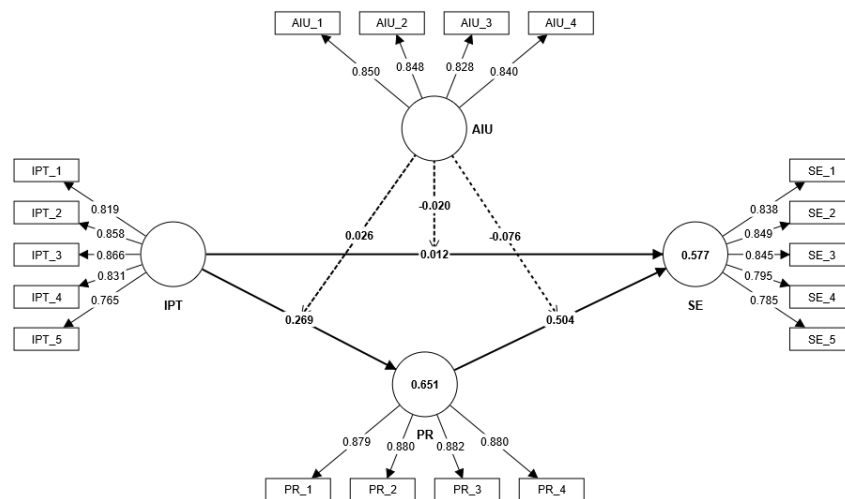 AIU_1 AIU_2 AIU_3 AIU_4
0.850 0.848 0.828 0.840
AIU
IPT_1
IPT_2
IPT_3
IPT_4
IPT_5
0.819
0.858
0.866
0.831
0.765
IPT
0.026
-0.020
-0.076
0.012
0.269
0.504
0.577
SE
SE_1
SE_2
SE_3
SE_4
SE_5
0.838
0.849
0.845
0.795
0.785
0.651
PR
0.879 0.880 0.882 0.880
PR_1 PR_2 PR_3 PR_4